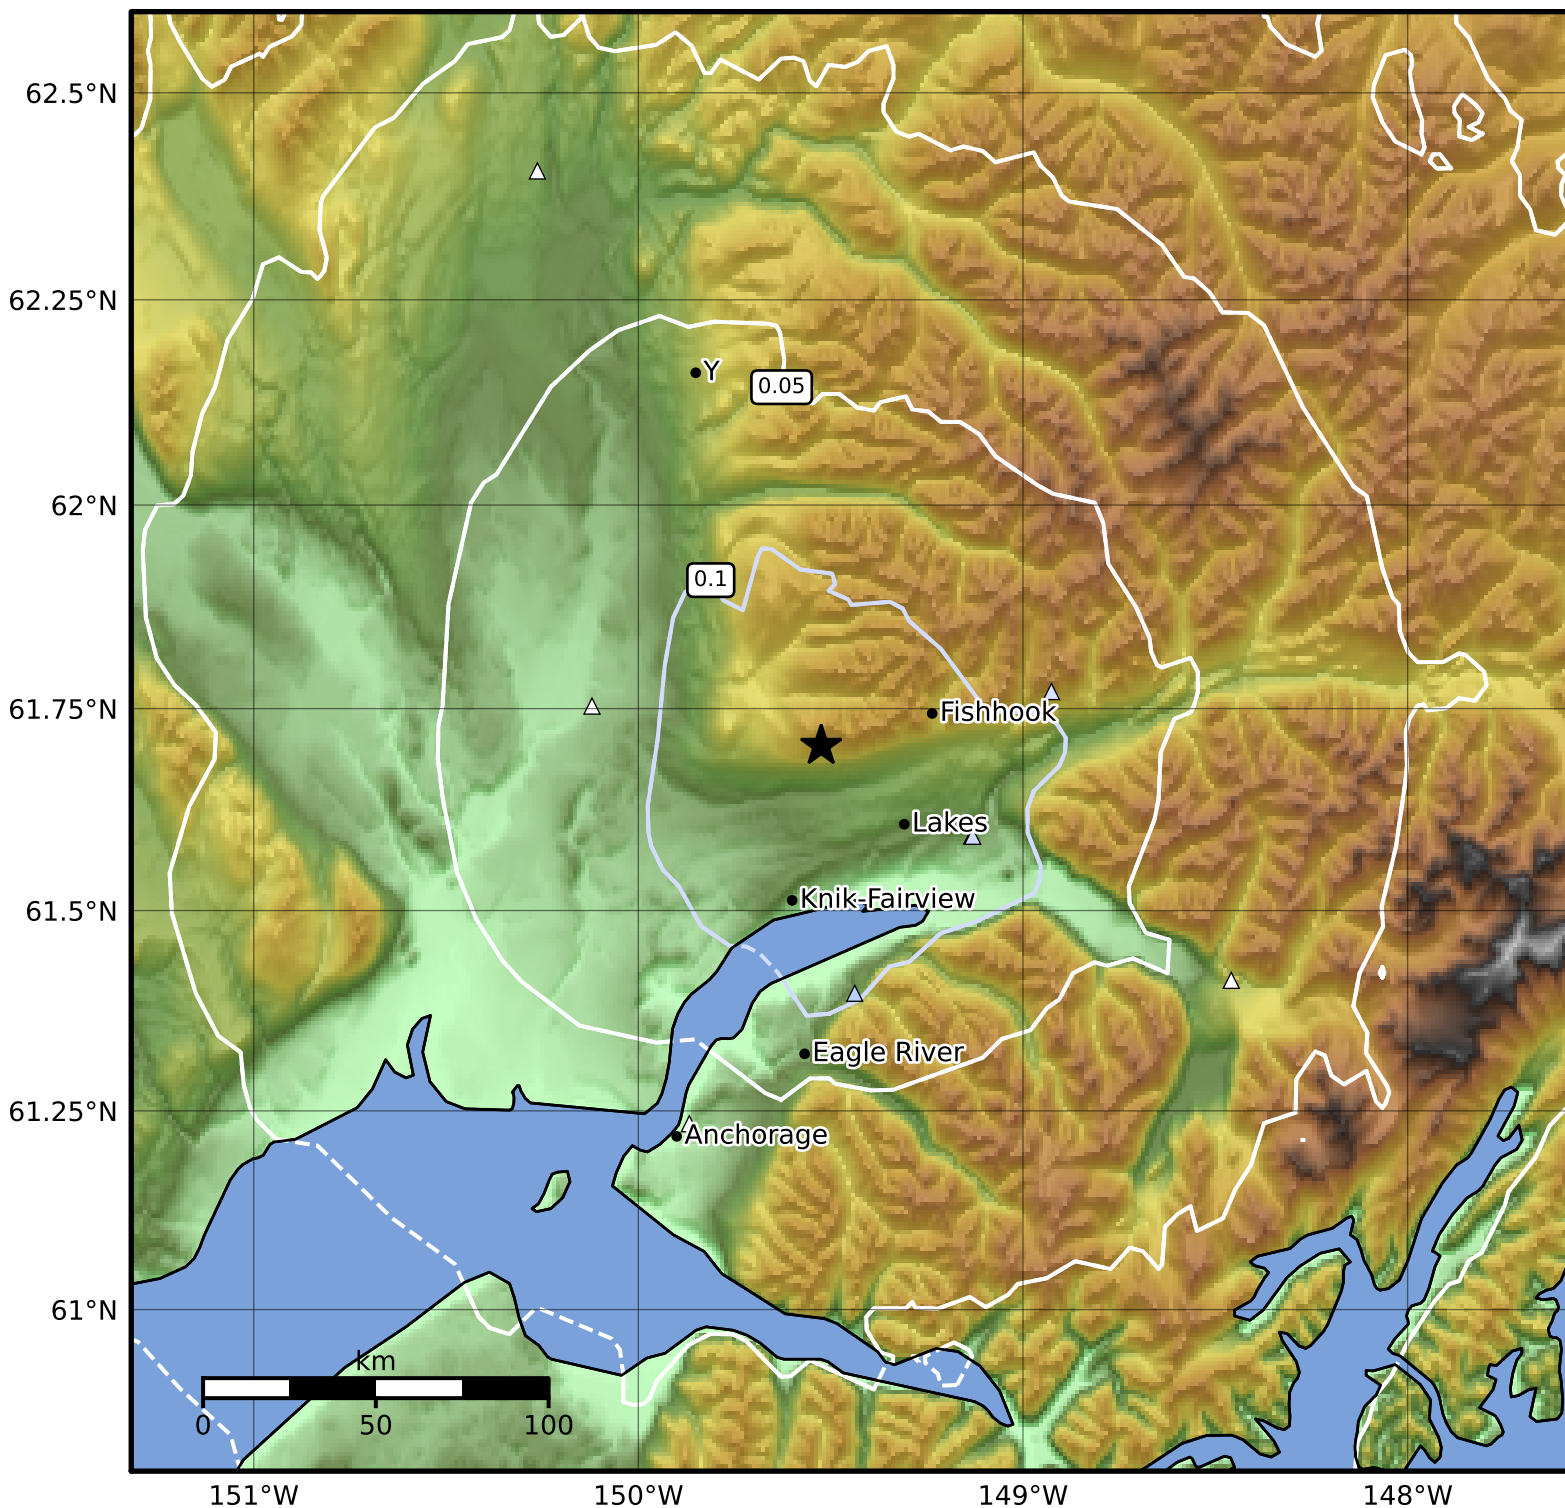 62.5°N
62.25°N
Y
0.05
62°N
0.1
61.75°N
Fishhook
Lakes
61.5°N
Knik-Fairview
Eagle River
61.25°N
Anchorage
61°N
km
0 50 100
151°W 150°W 149°W 148°W